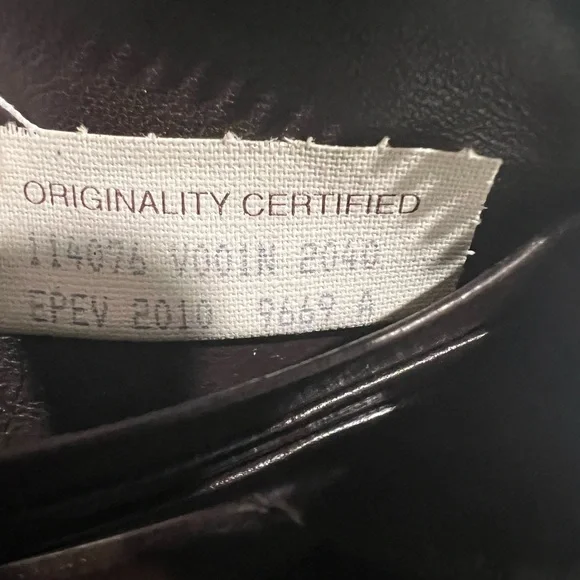 ORIGINALITY CERTIFIED
114076 V001N 2040
EPEV 2010 9669 A